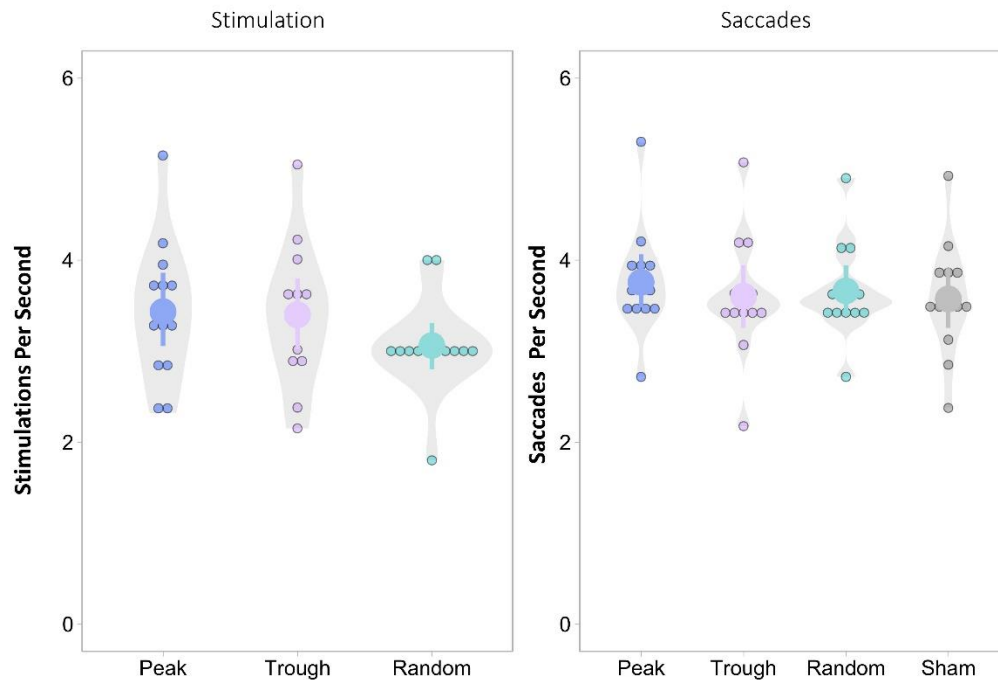 Stimulation
Stimulations Per Second
6
4
2
0
Peak Trough Random
Saccades
Saccades Per Second
6
4
2
0
Peak Trough Random Sham